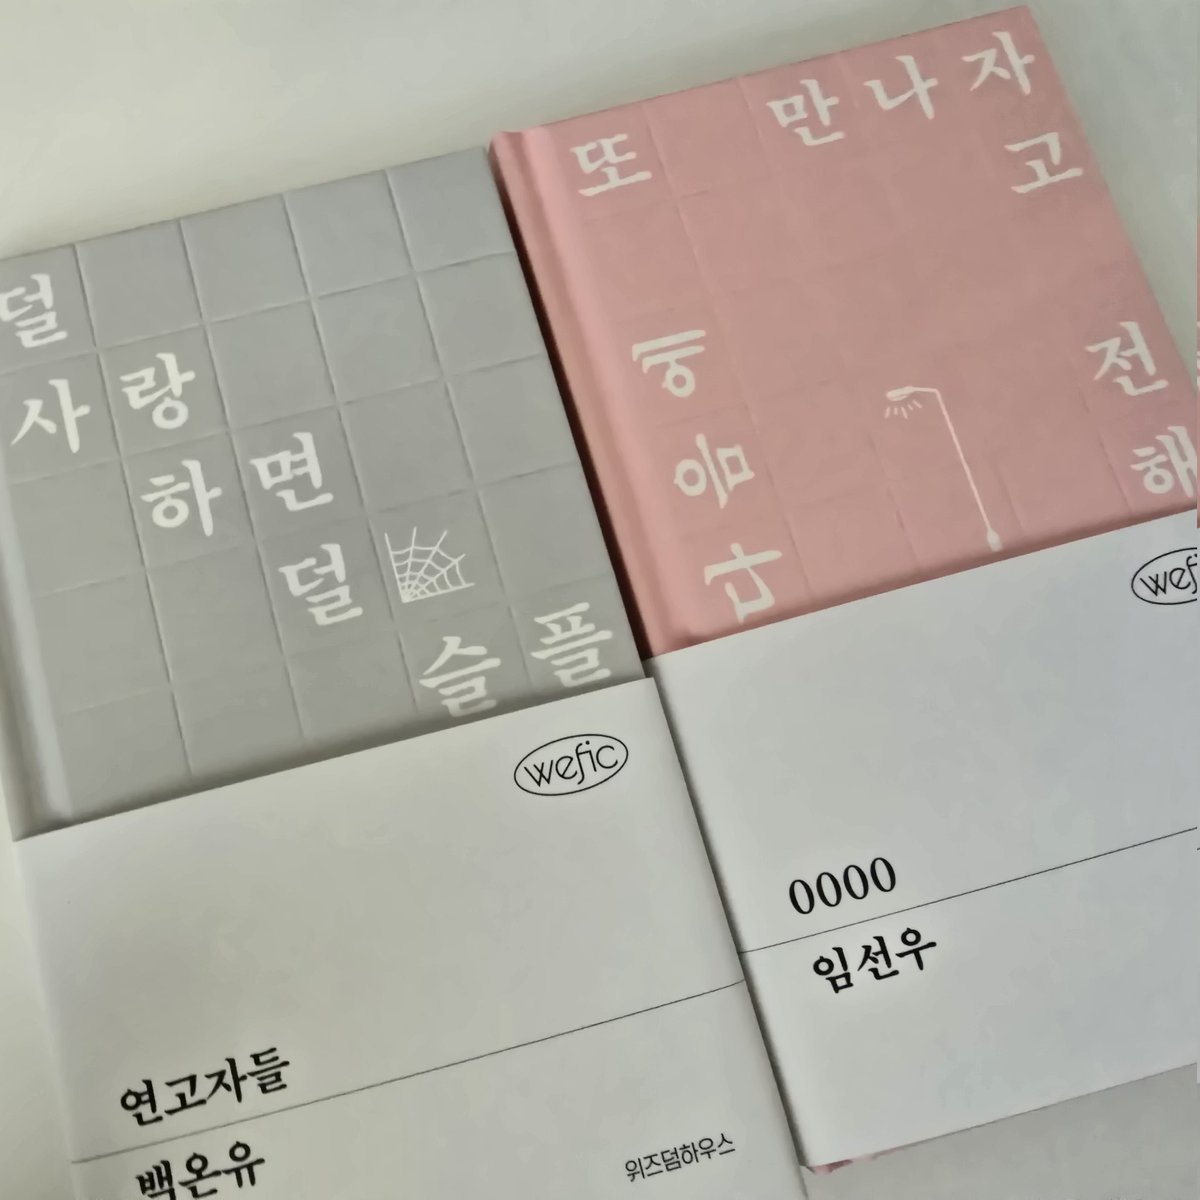 덜
사랑
하면
덜
슬플
wefic
연고자들
백온유
위즈덤하우스
또 만나자
고
전
해
wefi
0000
임선우